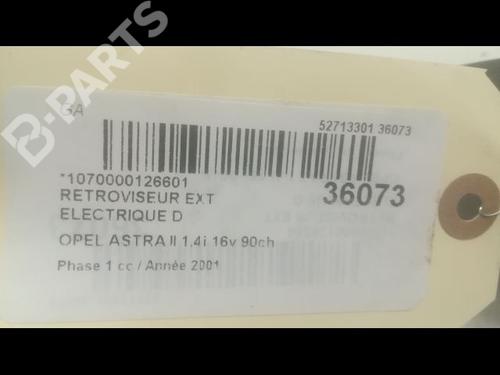 GA
52713301 36073
*1070000126601
36073
RETROVISEUR EXT
ELECTRIQUE D
OPEL ASTRA II 1,4i 16v 90ch
Phase 1 cc / Année 2001
B-PARTS